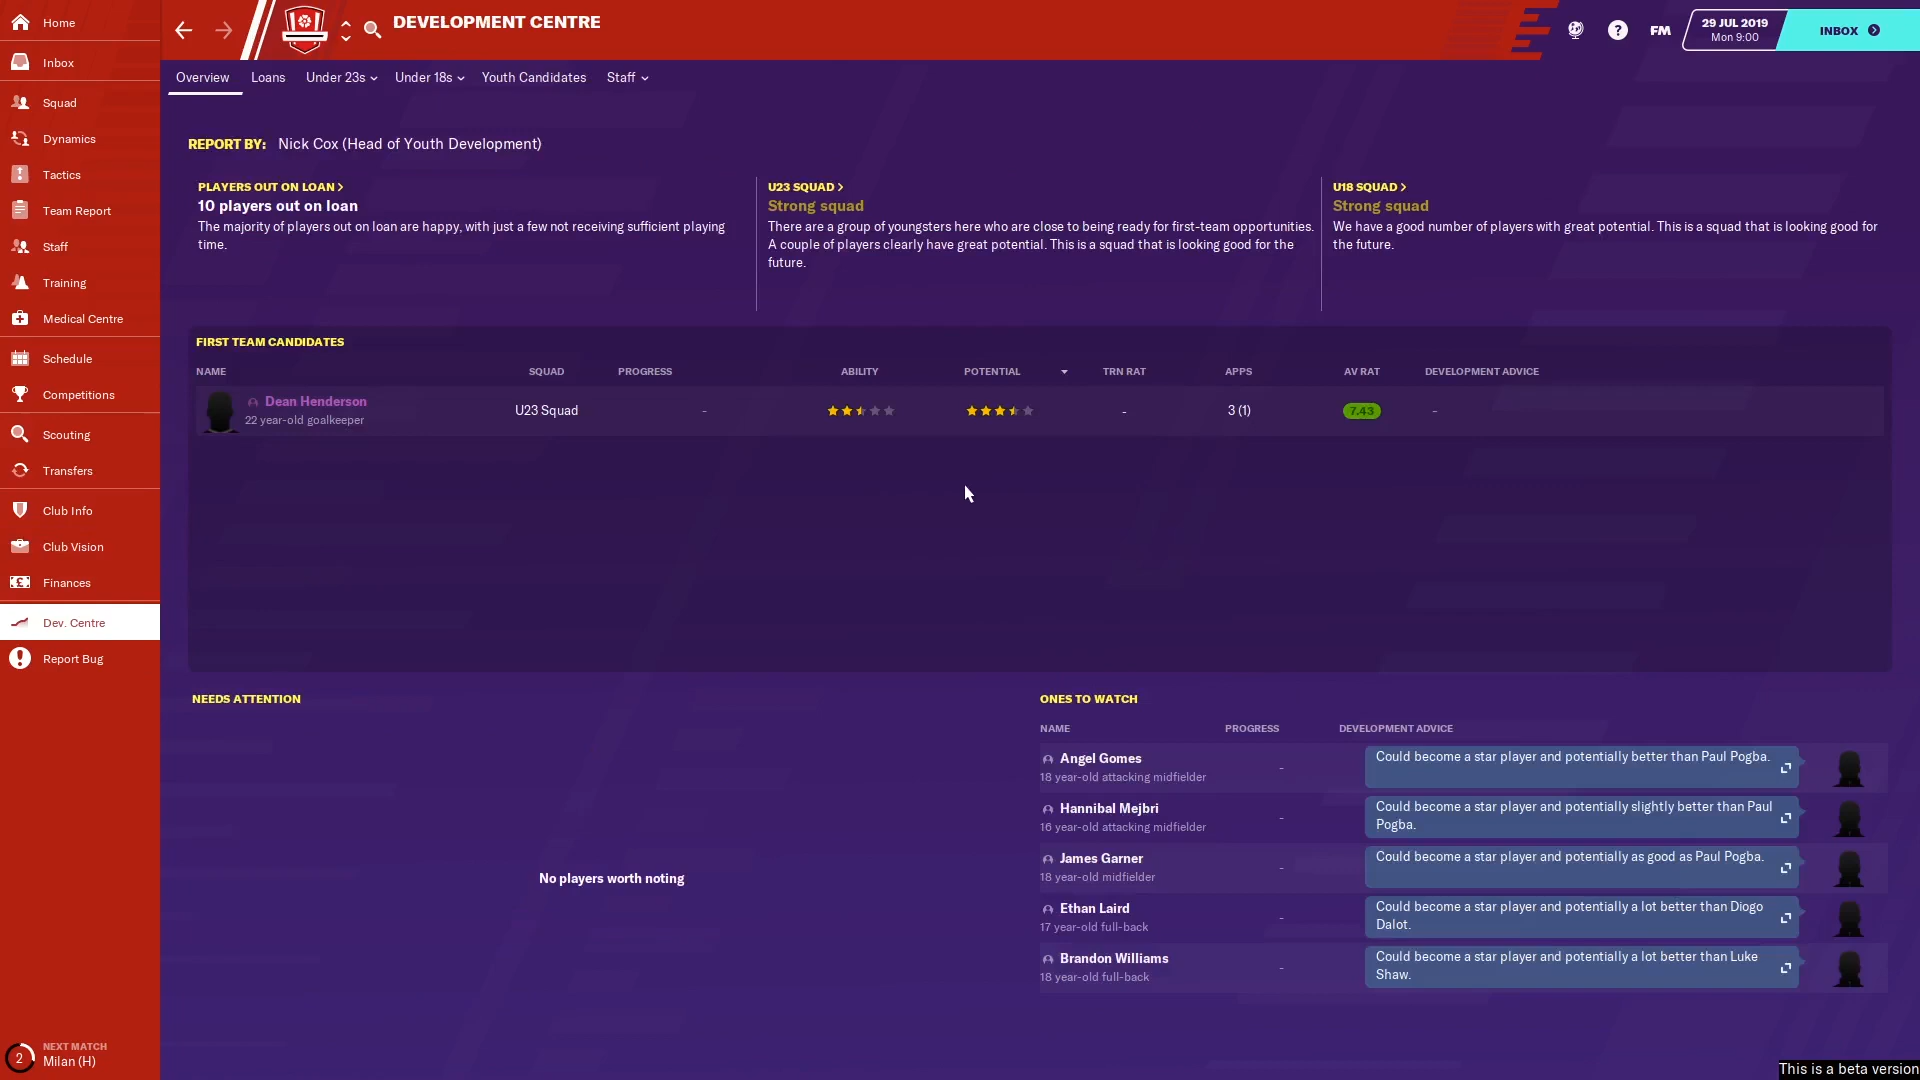 Home
Inbox
Squad
Dynamics
Tactics
Team Report
Staff
Training
Medical Centre
Schedule
Competitions
Scouting
Transfers
Club Info
Club Vision
Finances
Dev. Centre
Report Bug
2
NEXT MATCH
Milan (H)
DEVELOPMENT CENTRE
?
FM
29 JUL 2019
Mon 9:00
INBOX
Overview Loans Under 23s Under 18s Youth Candidates Staff
REPORT BY: Nick Cox (Head of Youth Development)
PLAYERS OUT ON LOAN >
10 players out on loan
The majority of players out on loan are happy, with just a few not receiving sufficient playing
time.
U23 SQUAD >
Strong squad
There are a group of youngsters here who are close to being ready for first-team opportunities.
A couple of players clearly have great potential. This is a squad that is looking good for the
future.
U18 SQUAD >
Strong squad
We have a good number of players with great potential. This is a squad that is looking good for
the future.
FIRST TEAM CANDIDATES
NAME SQUAD PROGRESS ABILITY POTENTIAL TRN RAT APPS AV RAT DEVELOPMENT ADVICE
Dean Henderson
22 year-old goalkeeper
U23 Squad - - 3 (1) 7.43 -
NEEDS ATTENTION
No players worth noting
ONES TO WATCH
NAME PROGRESS DEVELOPMENT ADVICE
Angel Gomes
18 year-old attacking midfielder
-
Could become a star player and potentially better than Paul Pogba.
Hannibal Mejbri
16 year-old attacking midfielder
-
Could become a star player and potentially slightly better than Paul
Pogba.
James Garner
18 year-old midfielder
-
Could become a star player and potentially as good as Paul Pogba.
Ethan Laird
17 year-old full-back
-
Could become a star player and potentially a lot better than Diogo
Dalot.
Brandon Williams
18 year-old full-back
-
Could become a star player and potentially a lot better than Luke
Shaw.
This is a beta version